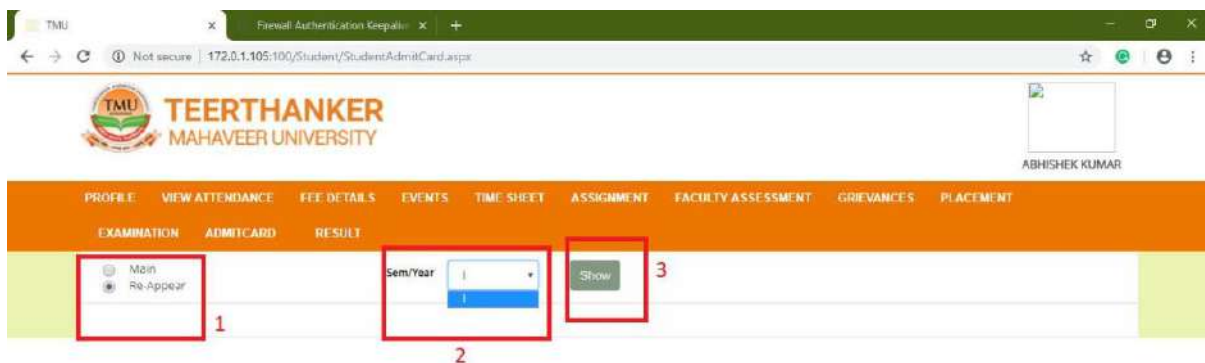 TMU
Firewall Authentication Keepaliv
Not secure 172.0.1.105:100/Student/StudentAdmitCard.aspx
TMU
TEERTHANKER
MAHAVEER UNIVERSITY
ABHISHEK KUMAR
PROFILE VIEW ATTENDANCE FEE DETAILS EVENTS TIME SHEET ASSIGNMENT FACULTY ASSESSMENT GRIEVANCES PLACEMENT
EXAMINATION ADMITCARD RESULT
Main
Re-Appear
Sem/Year I
I
Show
1
2
3